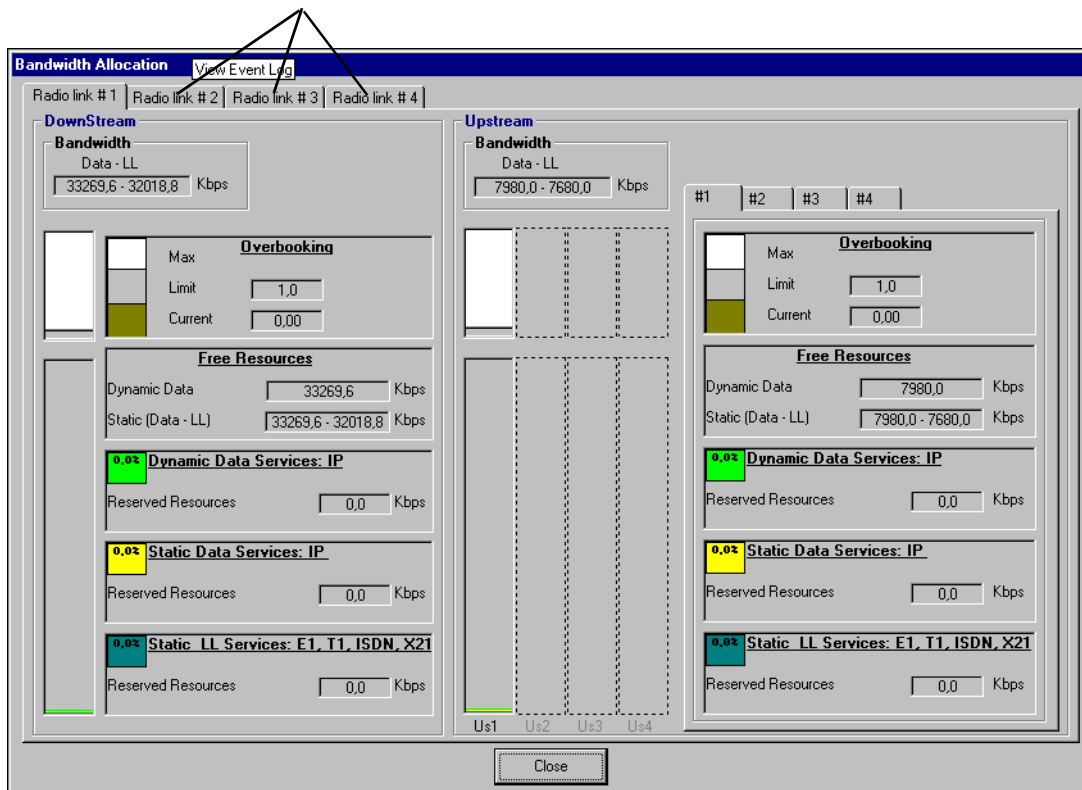 Bandwidth Allocation
View Event Log
Radio link # 1 Radio link # 2 Radio link # 3 Radio link # 4
DownStream
Bandwidth
Data - LL
33269,6 - 32018,8 Kbps
Overbooking
Max
Limit 1,0
Current 0,00
Free Resources
Dynamic Data 33269,6 Kbps
Static (Data - LL) 33269,6 - 32018,8 Kbps
0,0% Dynamic Data Services: IP
Reserved Resources 0,0 Kbps
0,0% Static Data Services: IP
Reserved Resources 0,0 Kbps
0,0% Static LL Services: E1, T1, ISDN, X21
Reserved Resources 0,0 Kbps
Upstream
Bandwidth
Data - LL
7980,0 - 7680,0 Kbps
Us1 Us2 Us3 Us4
#1 #2 #3 #4
Overbooking
Max
Limit 1,0
Current 0,00
Free Resources
Dynamic Data 7980,0 Kbps
Static (Data - LL) 7980,0 - 7680,0 Kbps
0,0% Dynamic Data Services: IP
Reserved Resources 0,0 Kbps
0,0% Static Data Services: IP
Reserved Resources 0,0 Kbps
0,0% Static LL Services: E1, T1, ISDN, X21
Reserved Resources 0,0 Kbps
Close